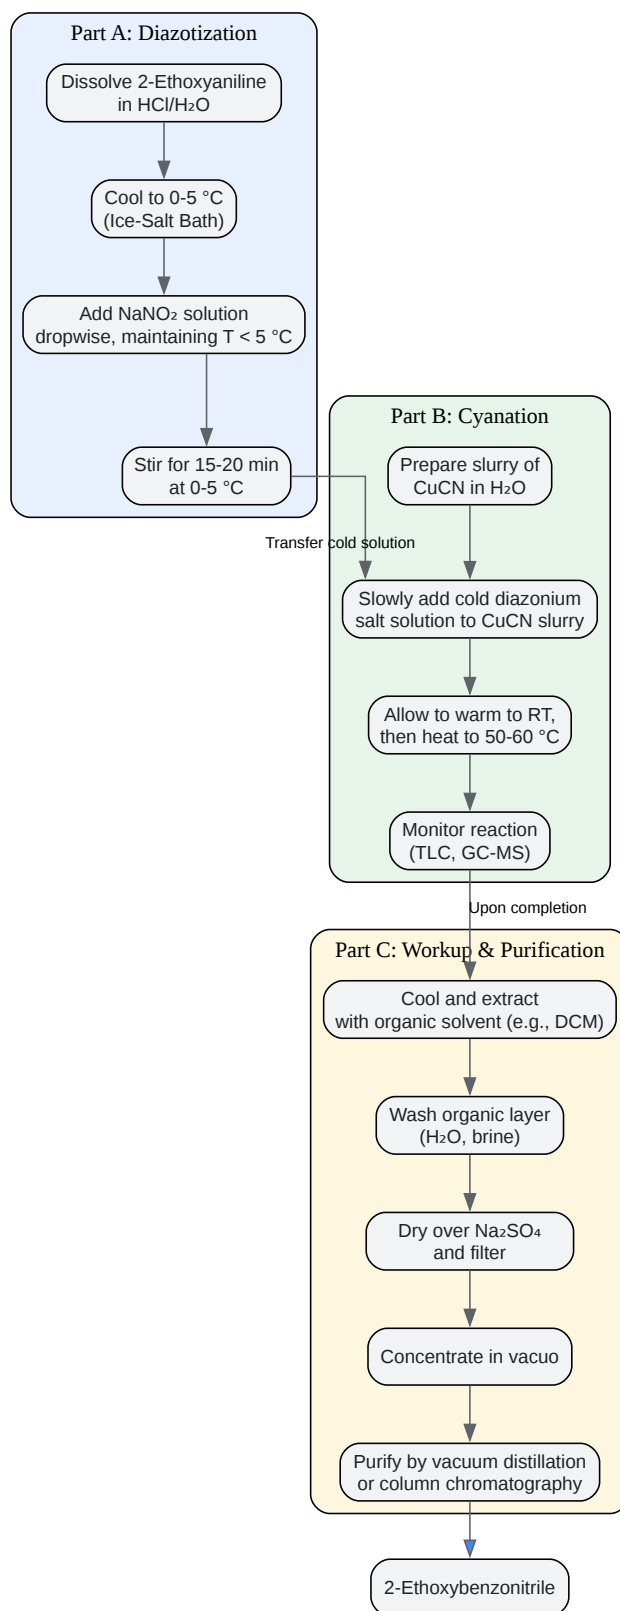 Part A: Diazotization
Dissolve 2-Ethoxyaniline
in HCl/H₂O
Cool to 0-5 °C
(Ice-Salt Bath)
Add NaNO₂ solution
dropwise, maintaining T < 5 °C
Stir for 15-20 min
at 0-5 °C
Transfer cold solution
Part B: Cyanation
Prepare slurry of
CuCN in H₂O
Slowly add cold diazonium
salt solution to CuCN slurry
Allow to warm to RT,
then heat to 50-60 °C
Monitor reaction
(TLC, GC-MS)
Upon completion
Part C: Workup & Purification
Cool and extract
with organic solvent (e.g., DCM)
Wash organic layer
(H₂O, brine)
Dry over Na₂SO₄
and filter
Concentrate in vacuo
Purify by vacuum distillation
or column chromatography
2-Ethoxybenzonitrile